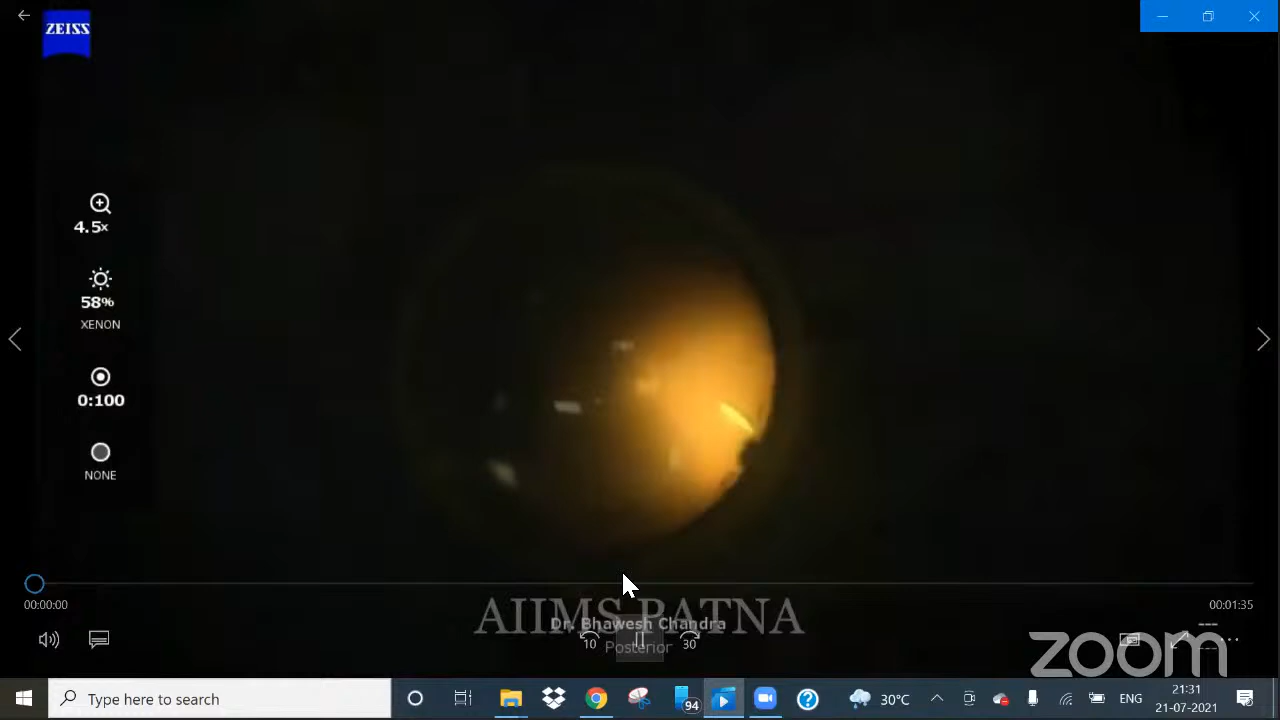 ZEISS
4.5x
58%
XENON
0:100
NONE
00:00:00
00:01:35
AIIMS PATNA
Dr. Bhawesh Chandra
10
30
Posterior
zoom
Type here to search
94
30°C
ENG
21:31
21-07-2021
3